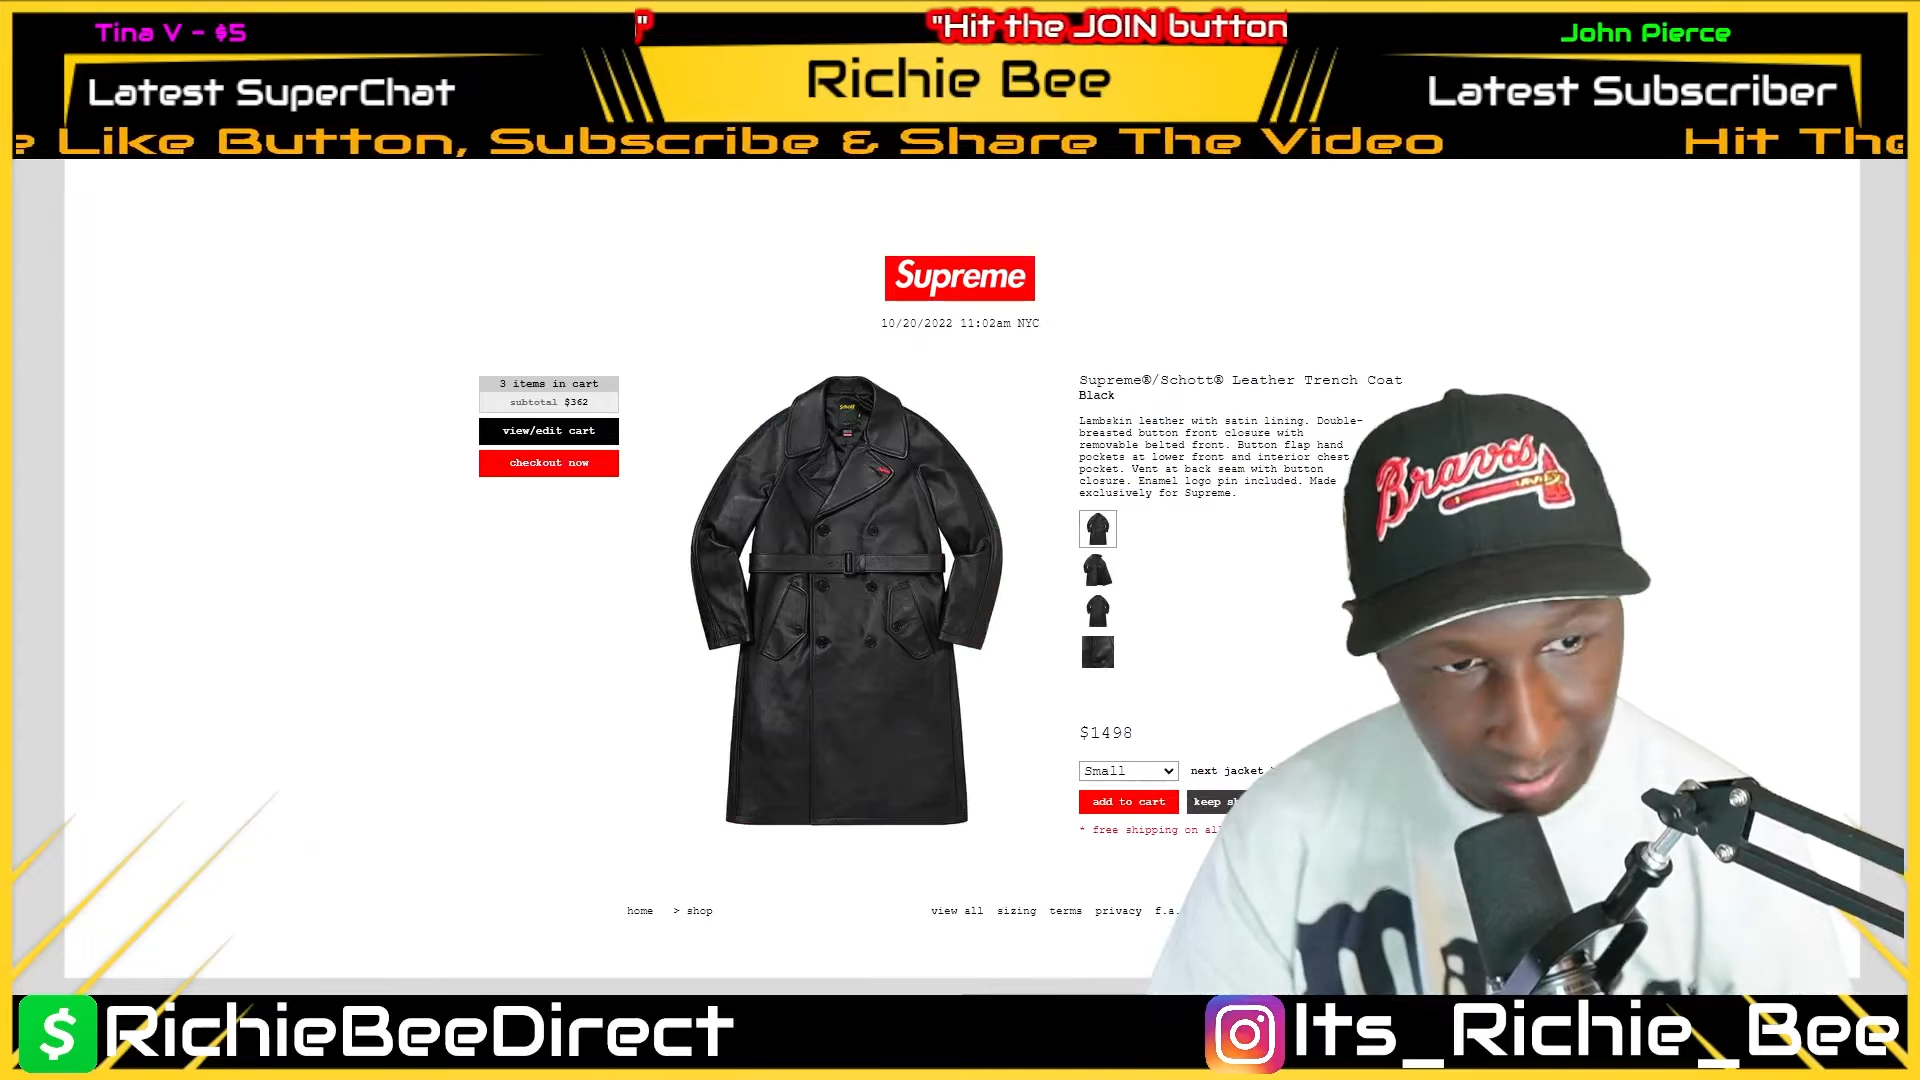 Tina V - $5
"
"Hit the JOIN button
John Pierce
Latest SuperChat
Richie Bee
Latest Subscriber
Like Button, Subscribe & Share The Video
Hit The
Supreme
10/20/2022 11:02am NYC
3 items in cart
subtotal $362
view/edit cart
checkout now
Schott
Supreme®/Schott® Leather Trench Coat
Black
Lambskin leather with satin lining. Double-
breasted button front closure with
removable belted front. Button flap hand
pockets at lower front and interior chest
pocket. Vent at back seam with button
closure. Enamel logo pin included. Made
exclusively for Supreme.
Braves
$1498
Small
next jacket
add to cart
keep
* free shipping on
home > shop
view all sizing terms privacy f.a.
$ RichieBeeDirect
Its_Richie_Bee